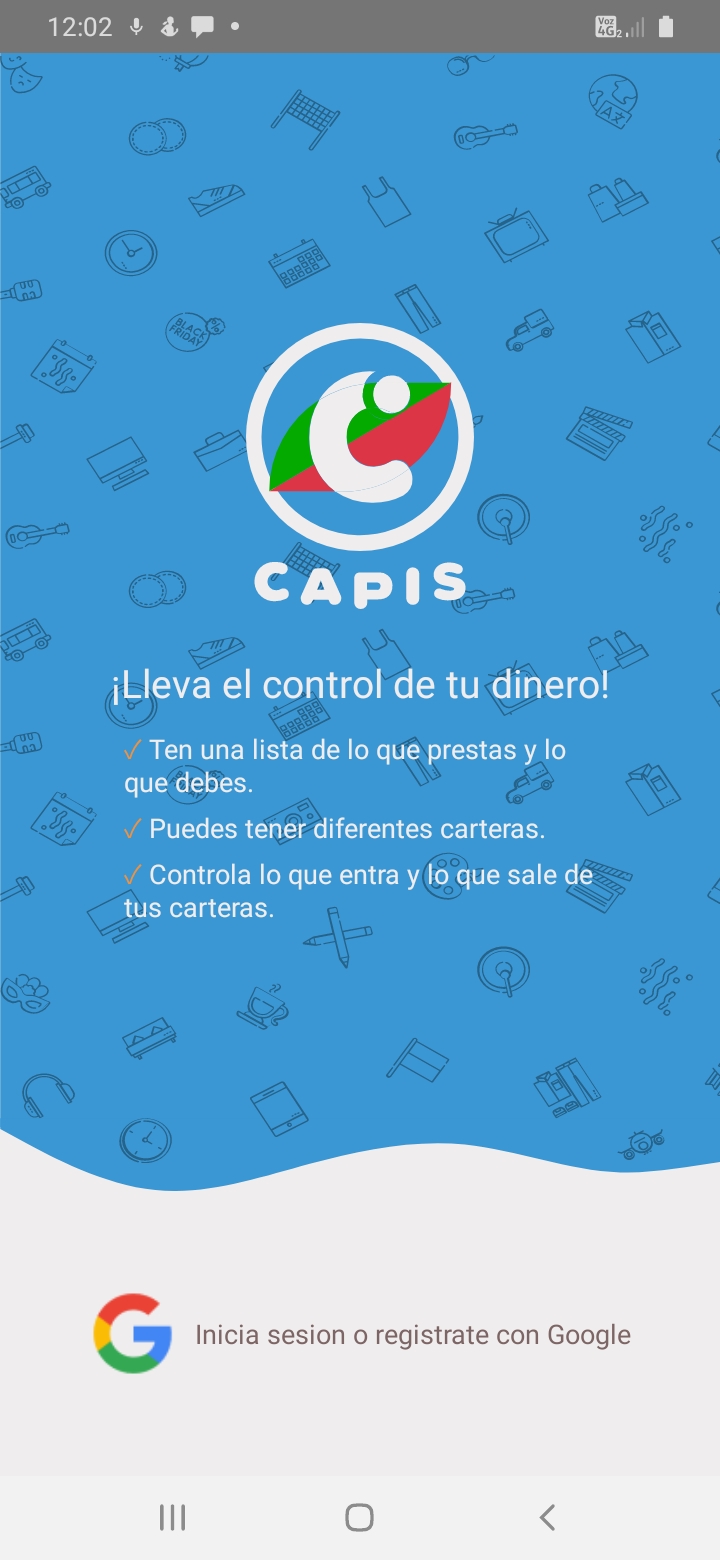 12:02
Voz
4G 2
AZ
BLACK
FRIDAY
CAPIS
¡Lleva el control de tu dinero!
✓ Ten una lista de lo que prestas y lo
que debes.
✓ Puedes tener diferentes carteras.
✓ Controla lo que entra y lo que sale de
tus carteras.
Inicia sesion o registrate con Google